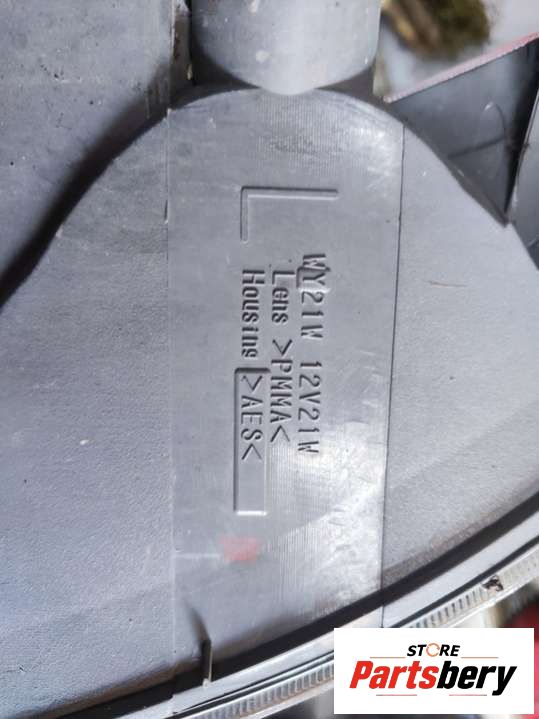 WY21W 12V21W
Lens >PMMA<
Housing >AES<
STORE
Partsbery